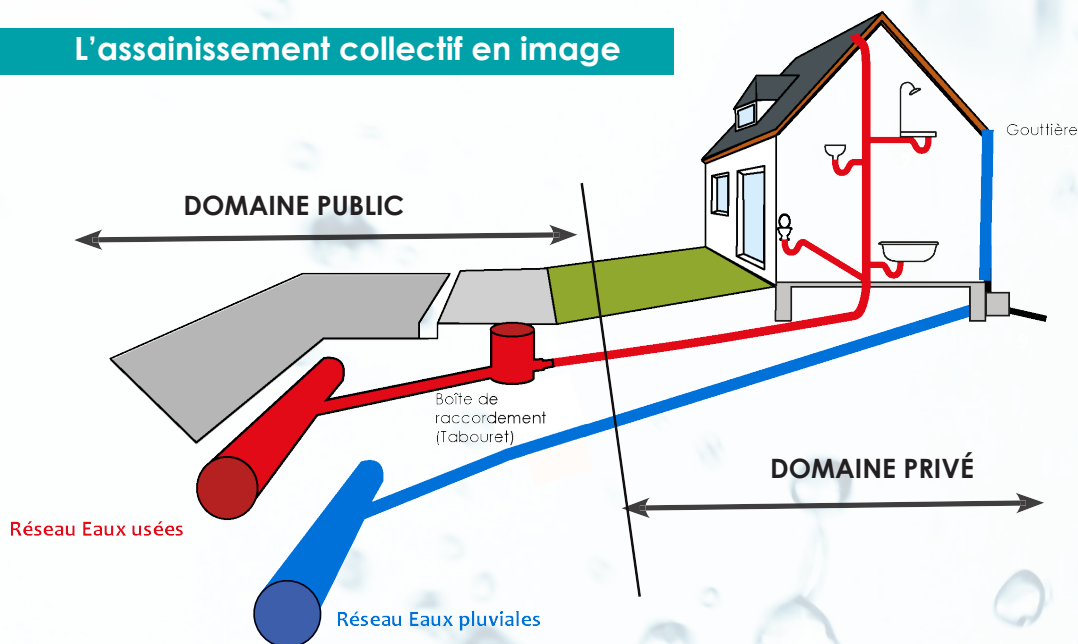 L’assainissement collectif en image
Gouttière
DOMAINE PUBLIC
Boîte de
raccordement
(Tabouret)
DOMAINE PRIVÉ
Réseau Eaux usées
Réseau Eaux pluviales